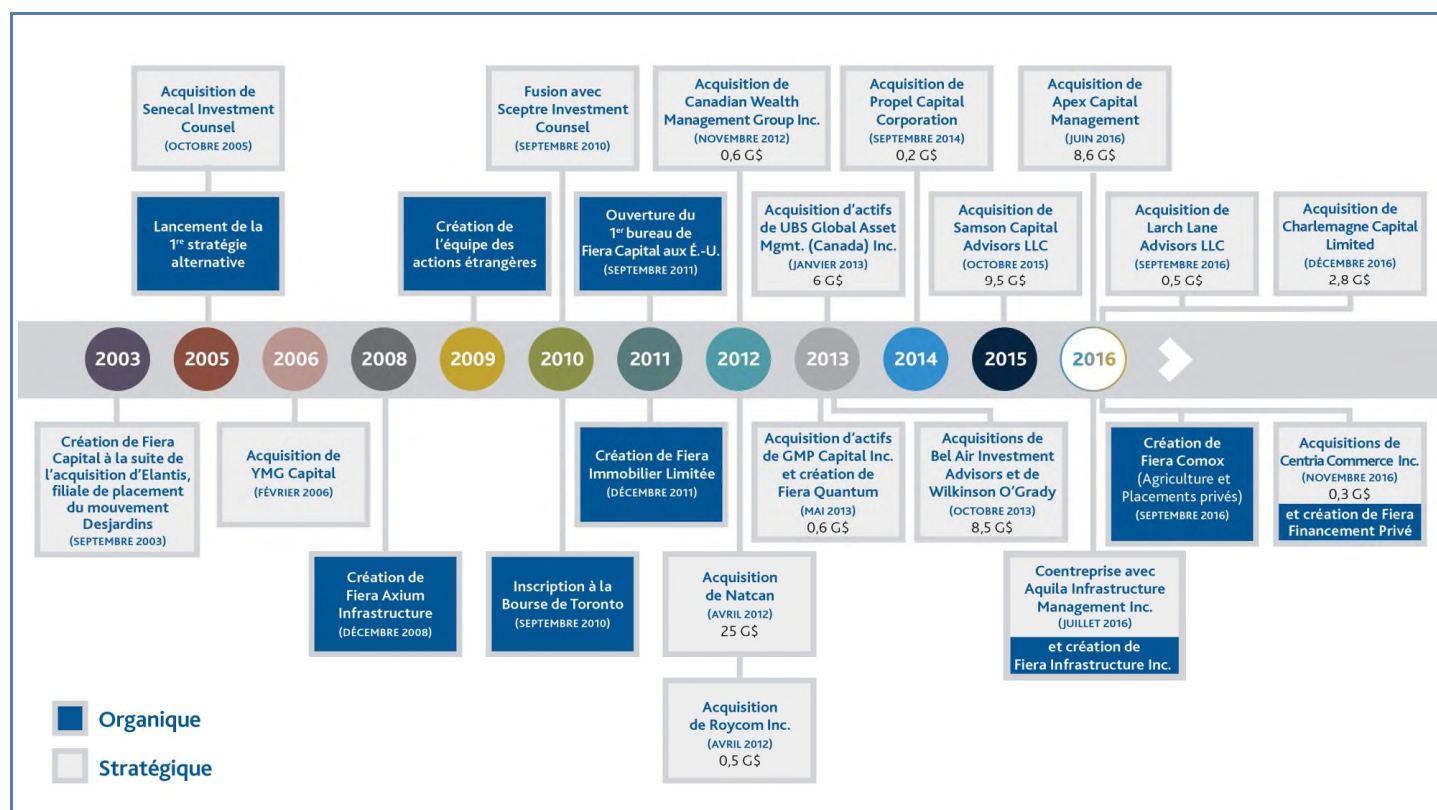 Acquisition de
Senecal Investment
Counsel
(OCTOBRE 2005)
Fusion avec
Sceptre Investment
Counsel
(SEPTEMBRE 2010)
Acquisition de
Canadian Wealth
Management Group Inc.
(NOVEMBRE 2012)
0,6 G$
Acquisition de
Propel Capital
Corporation
(SEPTEMBRE 2014)
0,2 G$
Acquisition de
Apex Capital
Management
(JUIN 2016)
8,6 G$
Lancement de la
1re stratégie
alternative
Création de
l'équipe des
actions étrangères
Ouverture du
1er bureau de
Fiera Capital aux É.-U.
(SEPTEMBRE 2011)
Acquisition d'actifs
de UBS Global Asset
Mgmt. (Canada) Inc.
(JANVIER 2013)
6 G$
Acquisition de
Samson Capital
Advisors LLC
(OCTOBRE 2015)
9,5 G$
Acquisition de
Larch Lane
Advisors LLC
(SEPTEMBRE 2016)
0,5 G$
Acquisition de
Charlemagne Capital
Limited
(DÉCEMBRE 2016)
2,8 G$
2003
2005
2006
2008
2009
2010
2011
2012
2013
2014
2015
2016
Création de Fiera
Capital à la suite de
l'acquisition d'Elantis,
filiale de placement
du mouvement
Desjardins
(SEPTEMBRE 2003)
Acquisition de
YMG Capital
(FÉVRIER 2006)
Création de Fiera
Immobilier Limitée
(DÉCEMBRE 2011)
Acquisition d'actifs
de GMP Capital Inc.
et création de
Fiera Quantum
(MAI 2013)
0,6 G$
Acquisitions de
Bel Air Investment
Advisors et de
Wilkinson O'Grady
(OCTOBRE 2013)
8,5 G$
Création de
Fiera Comox
(Agriculture et
Placements privés)
(SEPTEMBRE 2016)
Acquisitions de
Centria Commerce Inc.
(NOVEMBRE 2016)
0,3 G$
et création de Fiera
Financement Privé
Création de
Fiera Axium
Infrastructure
(DÉCEMBRE 2008)
Inscription à la
Bourse de Toronto
(SEPTEMBRE 2010)
Acquisition
de Natcan
(AVRIL 2012)
25 G$
Coentreprise avec
Aquila Infrastructure
Management Inc.
(JUILLET 2016)
et création de
Fiera Infrastructure Inc.
Acquisition
de Roycom Inc.
(AVRIL 2012)
0,5 G$
Organique
Stratégique